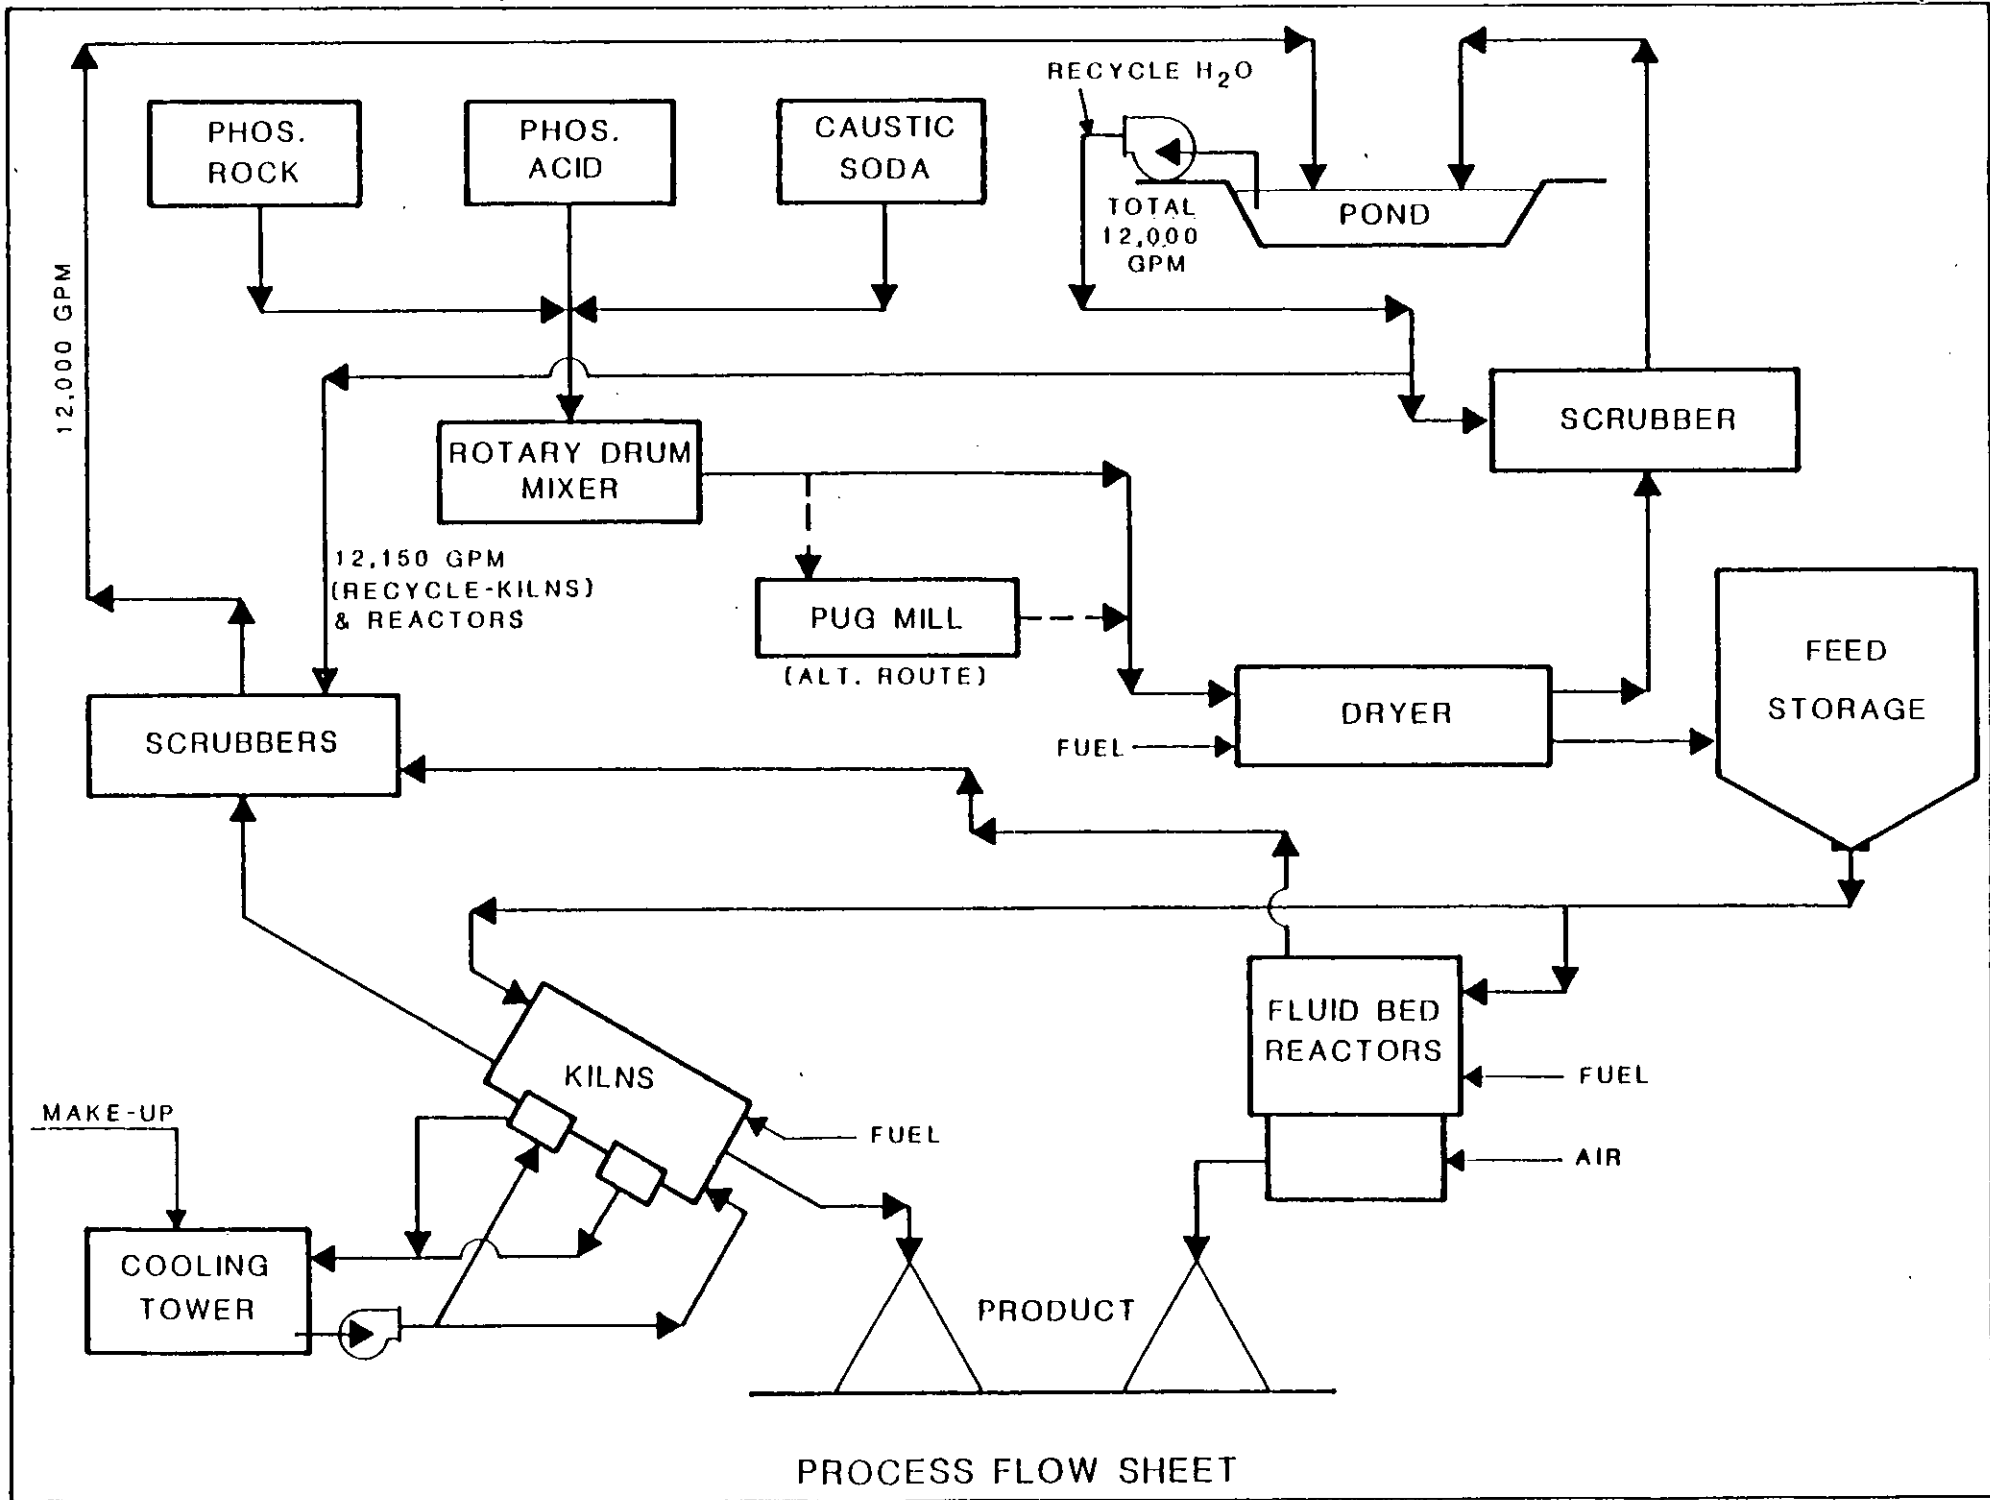 RECYCLE H₂O
PHOS.
ROCK
PHOS.
ACID
CAUSTIC
SODA
TOTAL
12,000
GPM
POND
12,000 GPM
SCRUBBER
ROTARY DRUM
MIXER
12,150 GPM
(RECYCLE-KILNS)
& REACTORS
PUG MILL
(ALT. ROUTE)
FEED
STORAGE
DRYER
FUEL
SCRUBBERS
FLUID BED
REACTORS
KILNS
FUEL
MAKE-UP
FUEL
AIR
COOLING
TOWER
PRODUCT
PROCESS FLOW SHEET